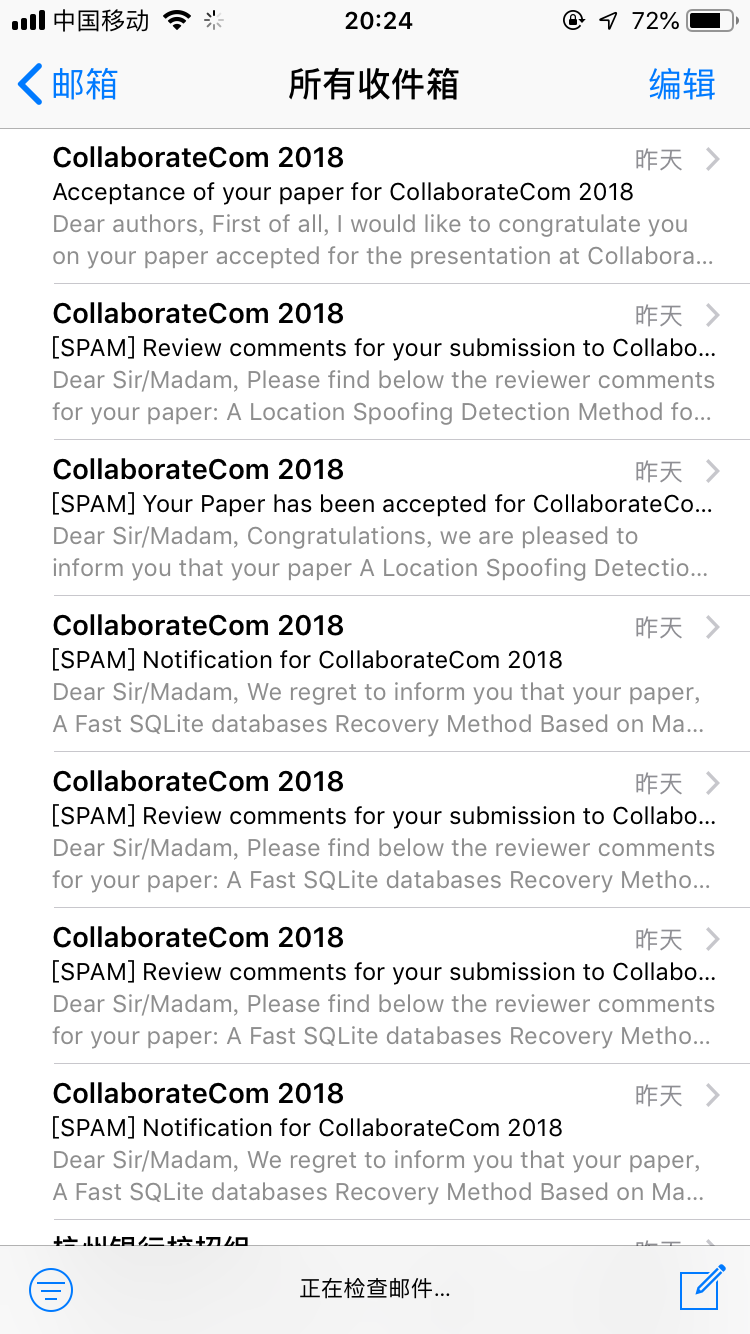 中国移动
20:24
72%
邮箱
所有收件箱
编辑
CollaborateCom 2018
昨天
Acceptance of your paper for CollaborateCom 2018
Dear authors, First of all, I would like to congratulate you
on your paper accepted for the presentation at Collabora...
CollaborateCom 2018
昨天
[SPAM] Review comments for your submission to Collabo...
Dear Sir/Madam, Please find below the reviewer comments
for your paper: A Location Spoofing Detection Method fo...
CollaborateCom 2018
昨天
[SPAM] Your Paper has been accepted for CollaborateCo...
Dear Sir/Madam, Congratulations, we are pleased to
inform you that your paper A Location Spoofing Detectio...
CollaborateCom 2018
昨天
[SPAM] Notification for CollaborateCom 2018
Dear Sir/Madam, We regret to inform you that your paper,
A Fast SQLite databases Recovery Method Based on Ma...
CollaborateCom 2018
昨天
[SPAM] Review comments for your submission to Collabo...
Dear Sir/Madam, Please find below the reviewer comments
for your paper: A Fast SQLite databases Recovery Metho...
CollaborateCom 2018
昨天
[SPAM] Review comments for your submission to Collabo...
Dear Sir/Madam, Please find below the reviewer comments
for your paper: A Fast SQLite databases Recovery Metho...
CollaborateCom 2018
昨天
[SPAM] Notification for CollaborateCom 2018
Dear Sir/Madam, We regret to inform you that your paper,
A Fast SQLite databases Recovery Method Based on Ma...
正在检查邮件...